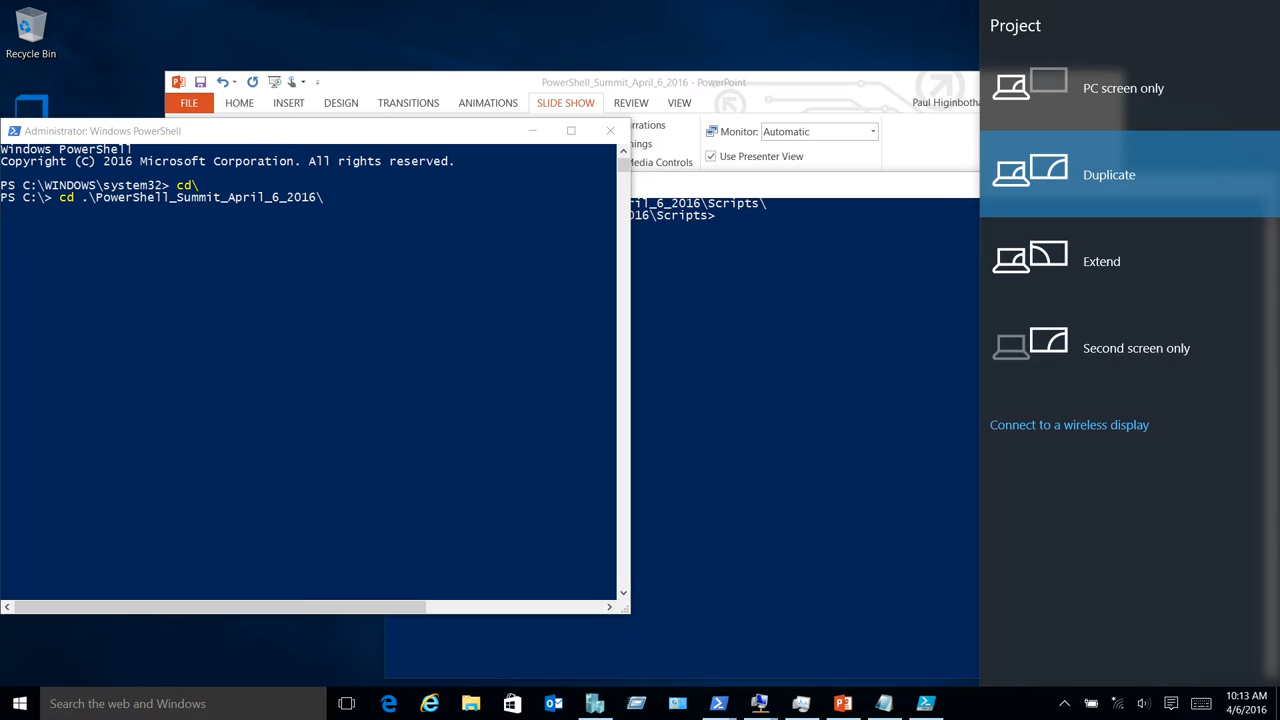 Recycle Bin
PowerShell_Summit_April_6_2016 - PowerPoint
FILE HOME INSERT DESIGN TRANSITIONS ANIMATIONS SLIDE SHOW REVIEW VIEW
Paul Higinbotha
rrations
nings
Media Controls
Monitor: Automatic
Use Presenter View
Administrator: Windows PowerShell
Windows PowerShell
Copyright (C) 2016 Microsoft Corporation. All rights reserved.
PS C:\WINDOWS\system32> cd\
PS C:\> cd .\PowerShell_Summit_April_6_2016\
ril_6_2016\Scripts\
016\Scripts>
Project
PC screen only
Duplicate
Extend
Second screen only
Connect to a wireless display
Search the web and Windows
10:13 AM
4/6/2016